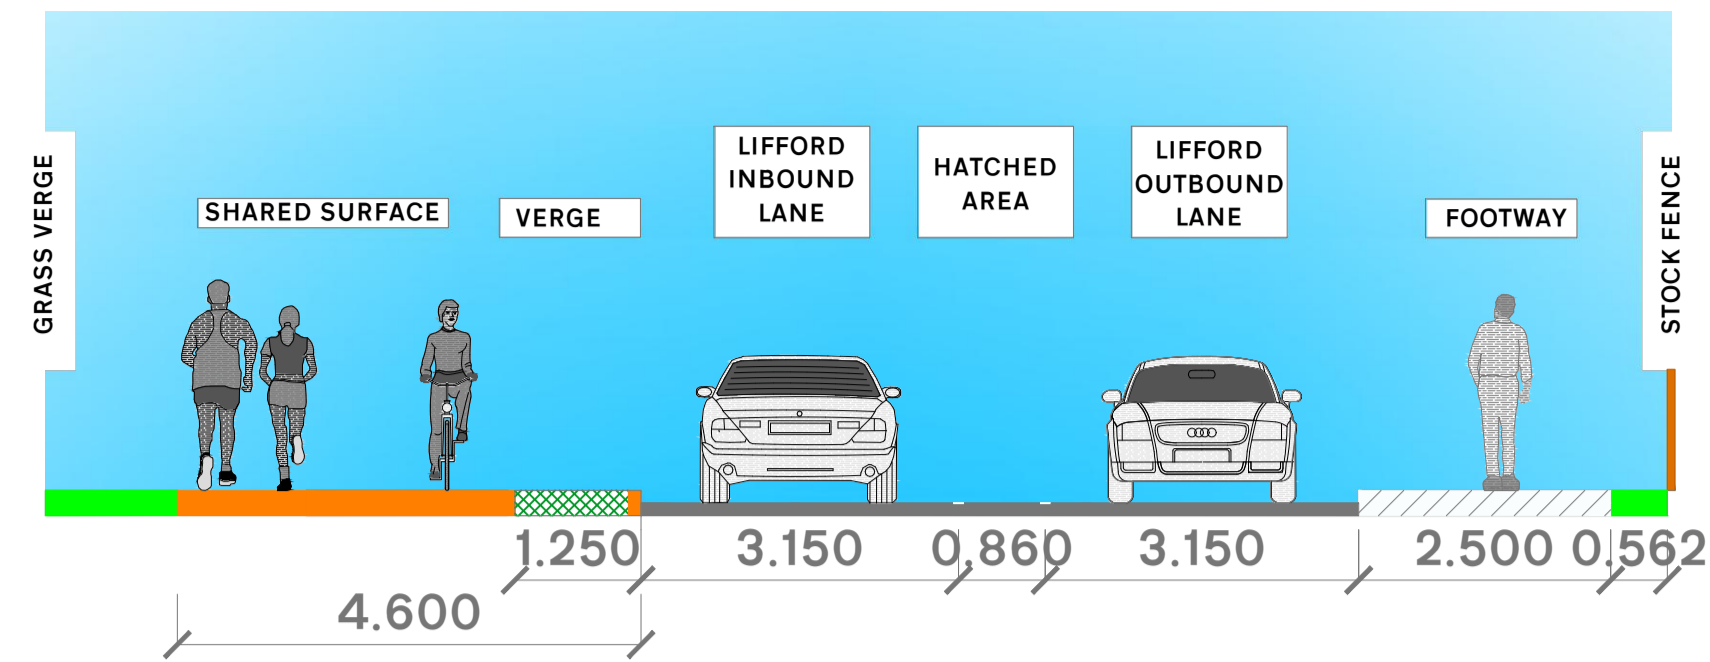 GRASS VERGE
SHARED SURFACE
VERGE
LIFFORD
INBOUND
LANE
HATCHED
AREA
LIFFORD
OUTBOUND
LANE
FOOTWAY
STOCK FENCE
1.250
3.150
0.860
3.150
2.500
0.562
4.600